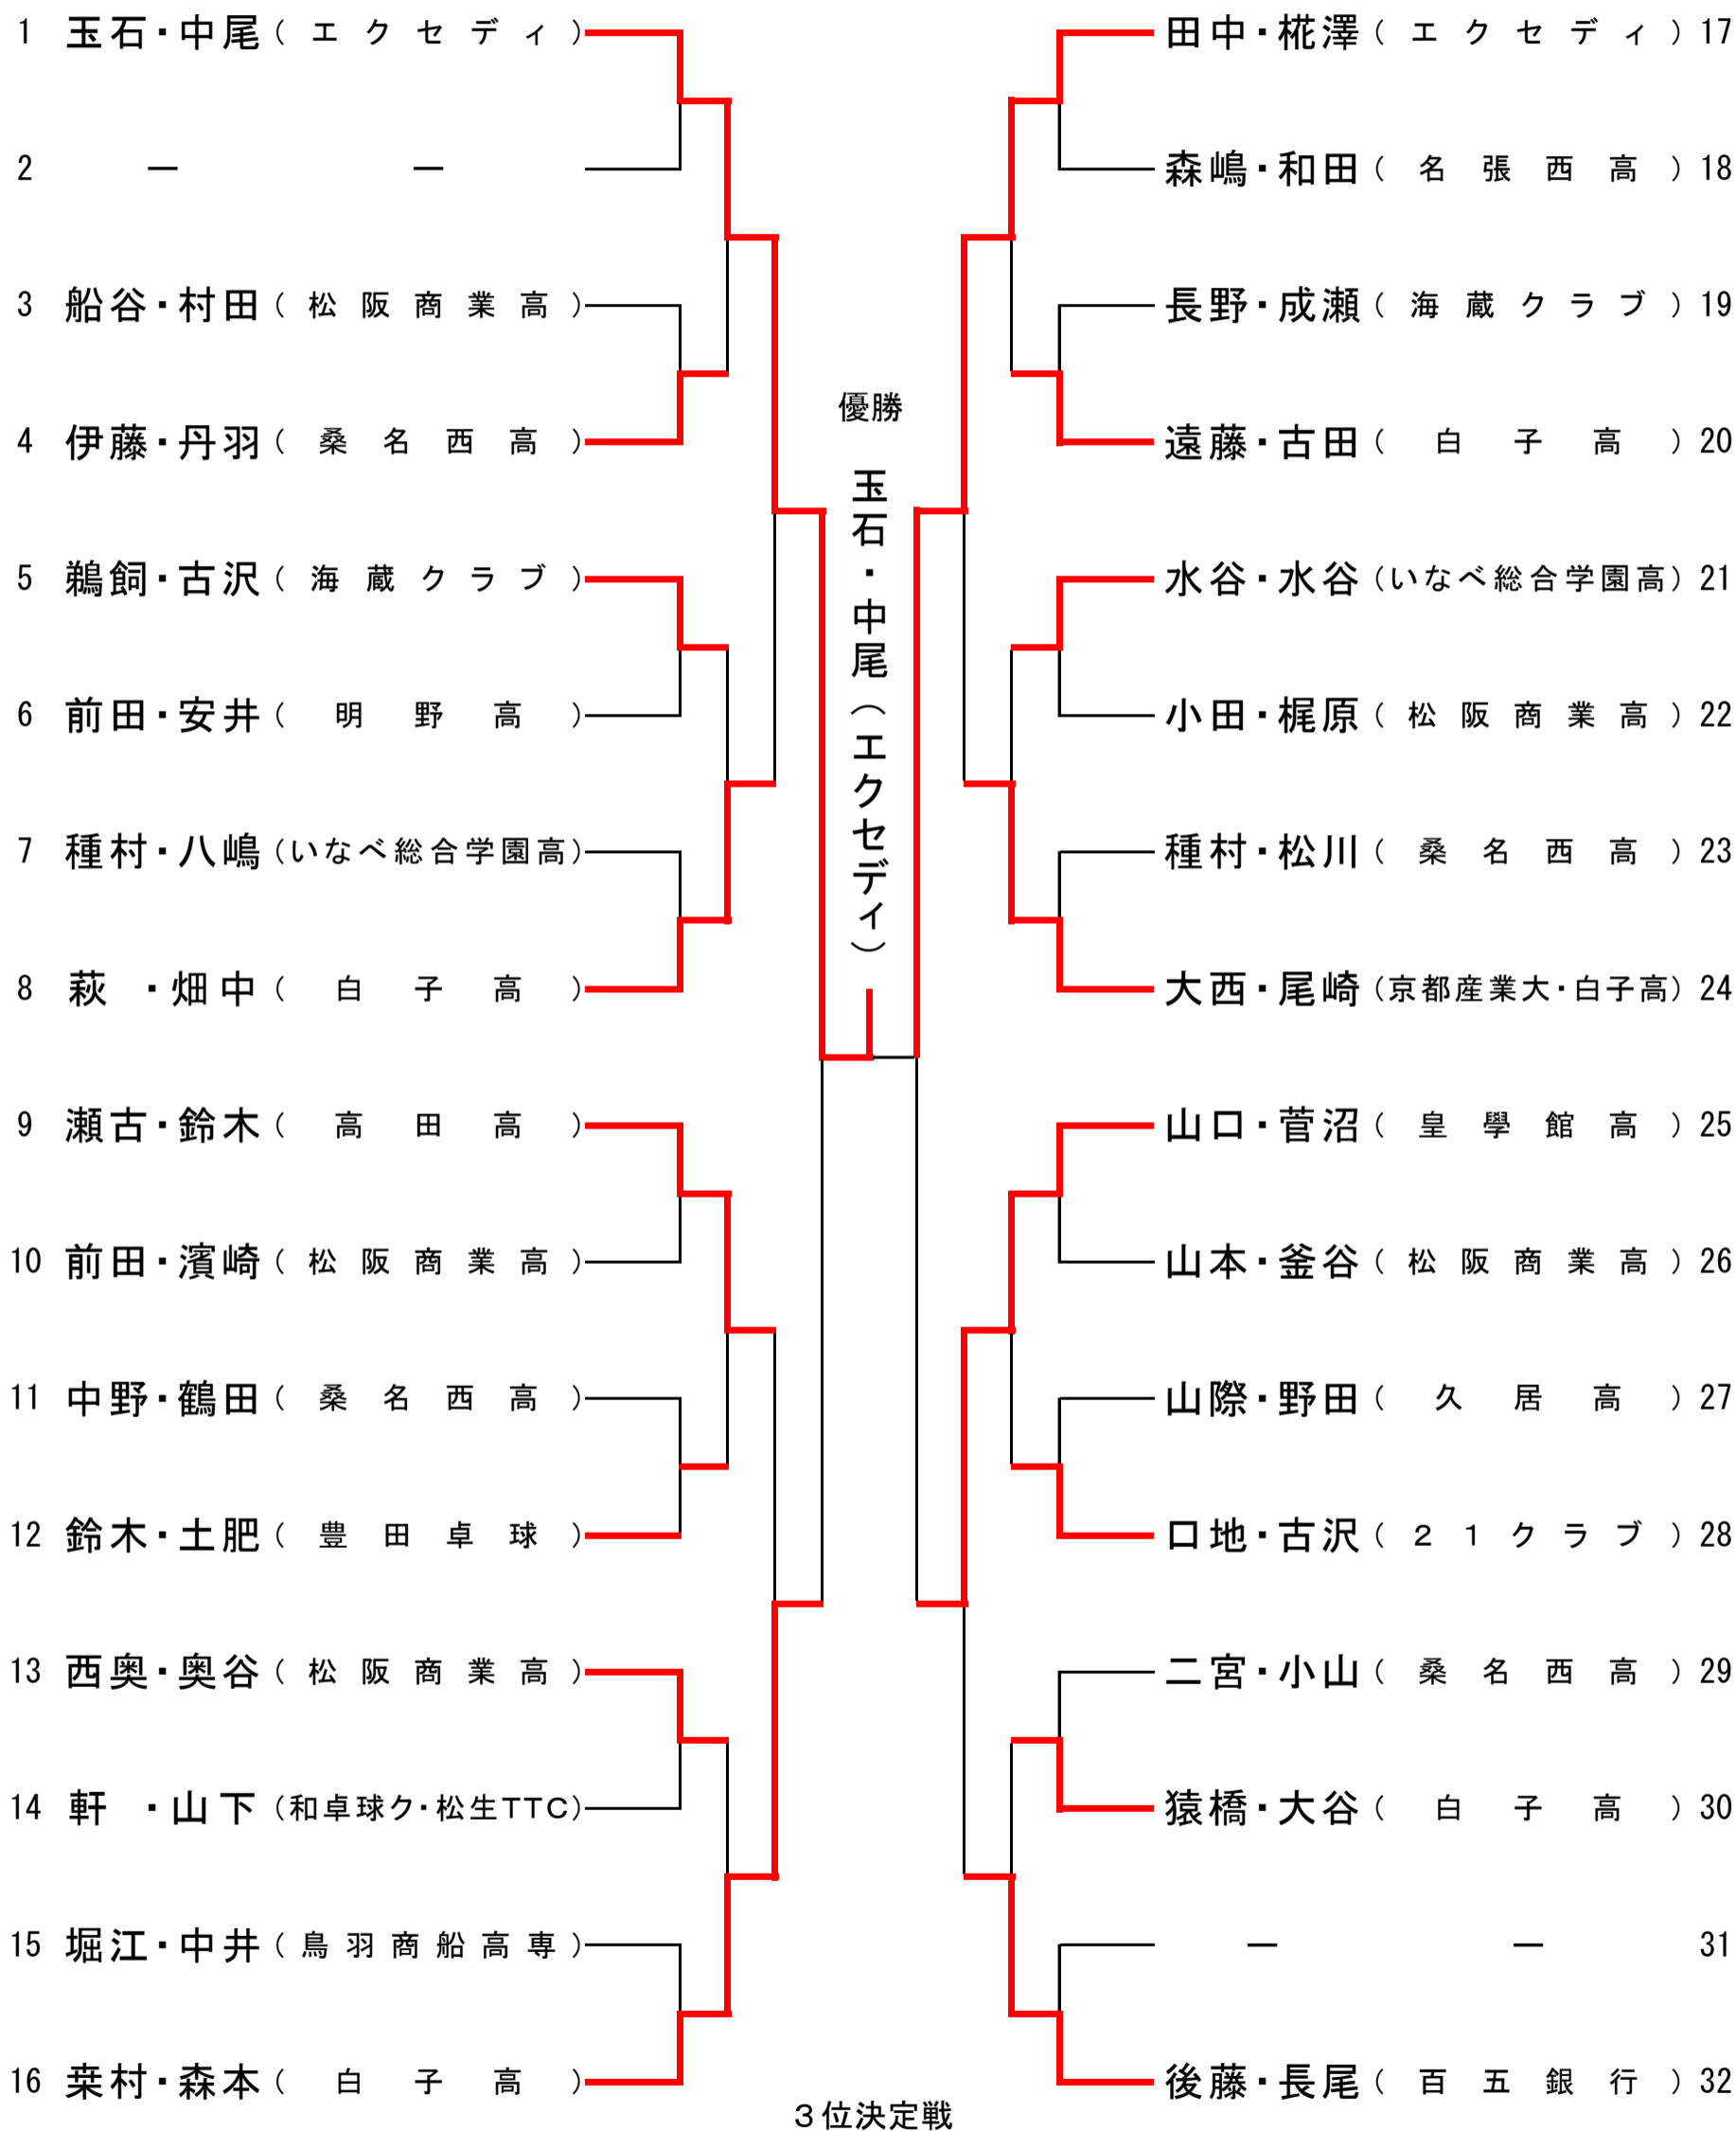 1 玉石・中尾（エクセディ）
2 ― ―
3 船谷・村田（松阪商業高）
4 伊藤・丹羽（桑名西高）
5 鵜飼・古沢（海蔵クラブ）
6 前田・安井（明野高）
7 種村・八嶋（いなべ総合学園高）
8 萩・畑中（白子高）
9 瀬古・鈴木（高田高）
10 前田・濱崎（松阪商業高）
11 中野・鶴田（桑名西高）
12 鈴木・土肥（豊田卓球）
13 西奥・奥谷（松阪商業高）
14 軒・山下（和卓球ク・松生TTC）
15 堀江・中井（鳥羽商船高専）
16 菜村・森本（白子高）
優勝
玉石・中尾（エクセディ）
田中・椛澤（エクセディ）17
森嶋・和田（名張西高）18
長野・成瀬（海蔵クラブ）19
遠藤・古田（白子高）20
水谷・水谷（いなべ総合学園高）21
小田・梶原（松阪商業高）22
種村・松川（桑名西高）23
大西・尾崎（京都産業大・白子高）24
山口・菅沼（皇學館高）25
山本・釜谷（松阪商業高）26
山際・野田（久居高）27
口地・古沢（２１クラブ）28
二宮・小山（桑名西高）29
猿橋・大谷（白子高）30
― ― 31
後藤・長尾（百五銀行）32
３位決定戦